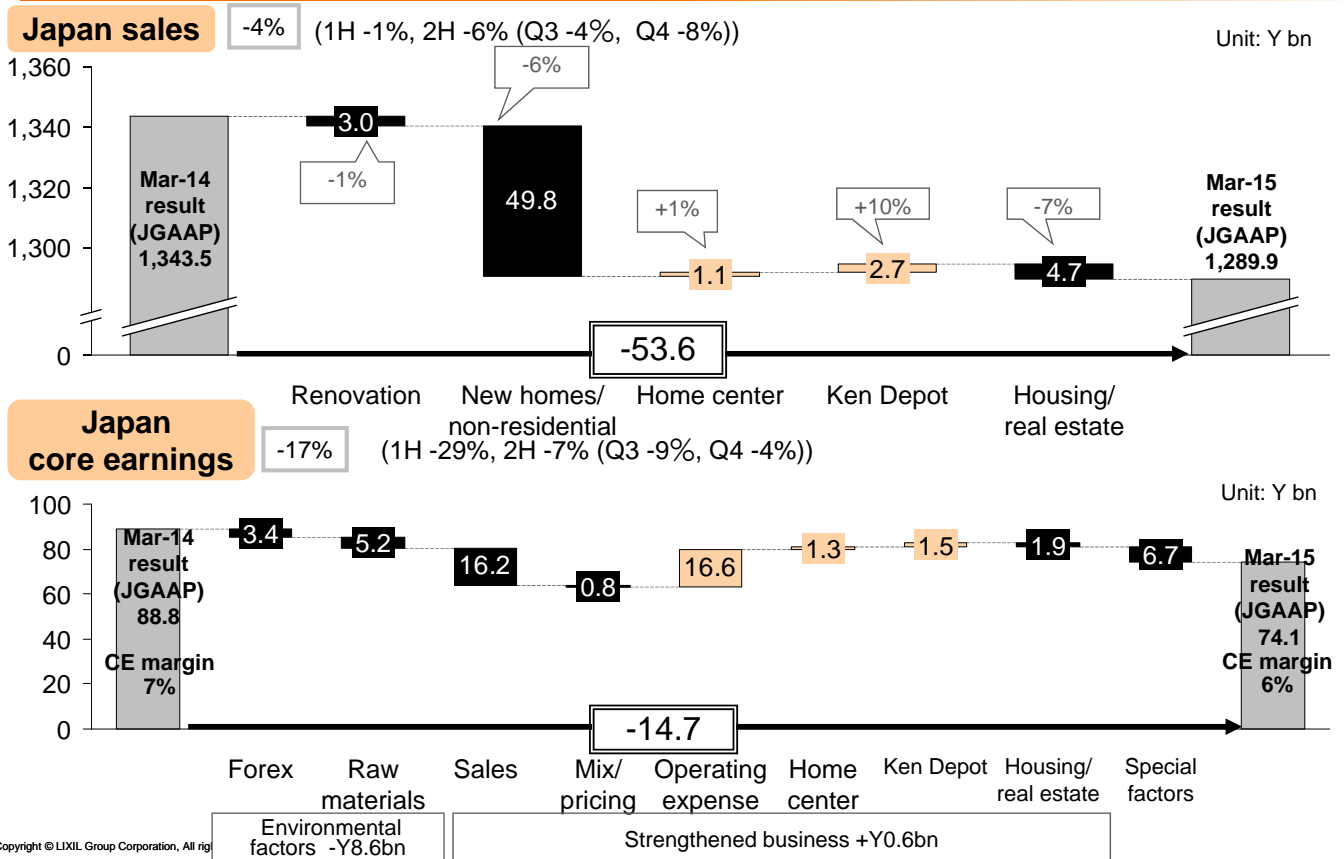 Japan sales
-4%
(1H -1%, 2H -6% (Q3 -4%, Q4 -8%))
Unit: Y bn
1,360
1,340
1,320
1,300
0
Mar-14
result
(JGAAP)
1,343.5
3.0
-1%
-6%
49.8
+1%
1.1
+10%
2.7
-7%
4.7
Mar-15
result
(JGAAP)
1,289.9
-53.6
Renovation
New homes/
non-residential
Home center
Ken Depot
Housing/
real estate
Japan
core earnings
-17%
(1H -29%, 2H -7% (Q3 -9%, Q4 -4%))
Unit: Y bn
100
80
60
40
20
0
Mar-14
result
(JGAAP)
88.8
CE margin
7%
3.4
5.2
16.2
0.8
16.6
1.3
1.5
1.9
6.7
Mar-15
result
(JGAAP)
74.1
CE margin
6%
-14.7
Forex
Raw
materials
Sales
Mix/
pricing
Operating
expense
Home
center
Ken Depot
Housing/
real estate
Special
factors
Environmental
factors -Y8.6bn
Strengthened business +Y0.6bn
Copyright © LIXIL Group Corporation, All